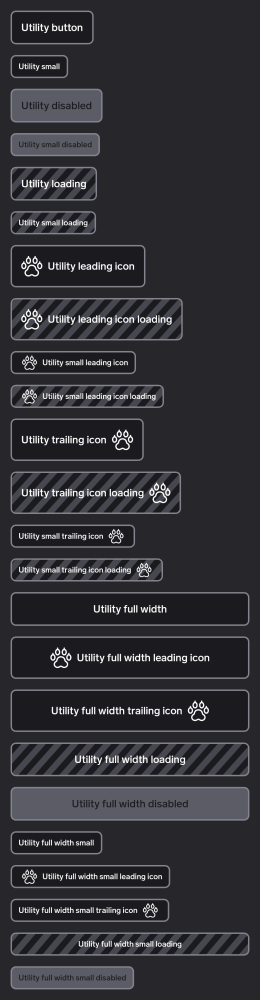 Utility button
Utility small
Utility disabled
Utility small disabled
Utility loading
Utility small loading
Utility leading icon
Utility leading icon loading
Utility small leading icon
Utility small leading icon loading
Utility trailing icon
Utility trailing icon loading
Utility small trailing icon
Utility small trailing icon loading
Utility full width
Utility full width leading icon
Utility full width trailing icon
Utility full width loading
Utility full width disabled
Utility full width small
Utility full width small leading icon
Utility full width small trailing icon
Utility full width small loading
Utility full width small disabled